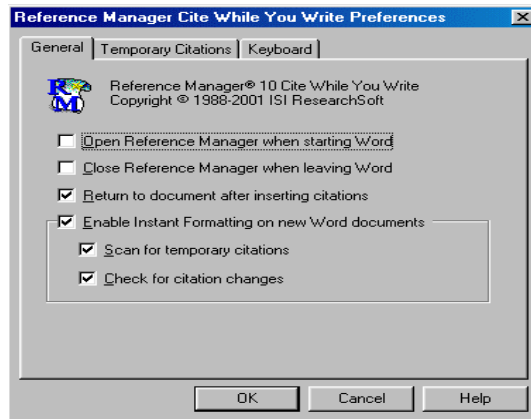 Reference Manager Cite While You Write Preferences
General Temporary Citations Keyboard
RM
Reference Manager® 10 Cite While You Write
Copyright © 1988-2001 ISI ResearchSoft
Open Reference Manager when starting Word
Close Reference Manager when leaving Word
Return to document after inserting citations
Enable Instant Formatting on new Word documents
Scan for temporary citations
Check for citation changes
OK Cancel Help